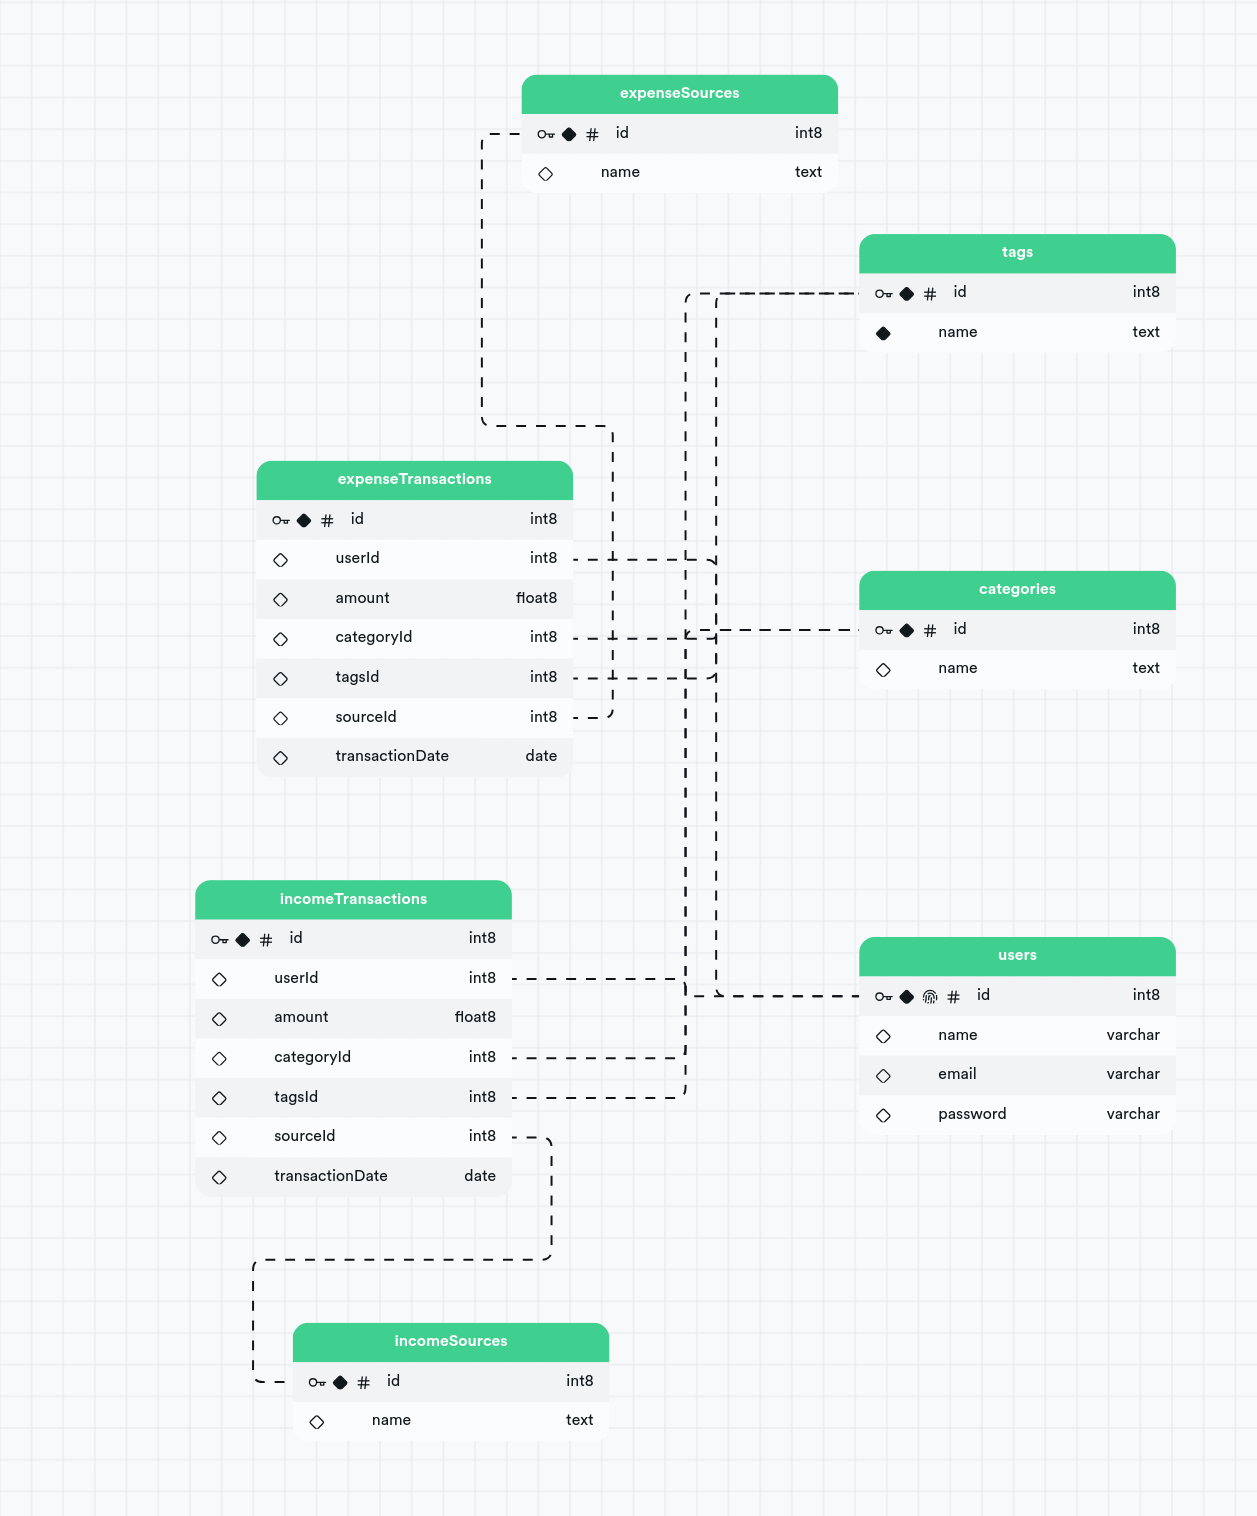 expenseSources
id int8
name text
tags
id int8
name text
expenseTransactions
id int8
userId int8
amount float8
categoryId int8
tagsId int8
sourceId int8
transactionDate date
categories
id int8
name text
incomeTransactions
id int8
userId int8
amount float8
categoryId int8
tagsId int8
sourceId int8
transactionDate date
users
id int8
name varchar
email varchar
password varchar
incomeSources
id int8
name text